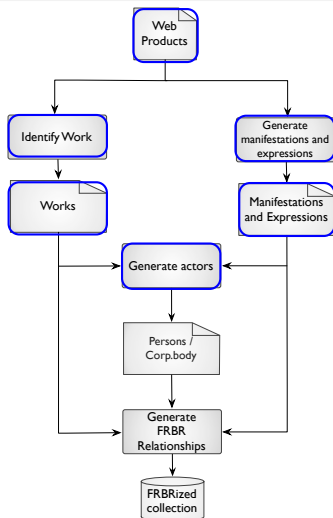 Web
Products
Identify Work
Generate
manifestations and
expressions
Works
Manifestations
and Expressions
Generate actors
Persons /
Corp.body
Generate
FRBR
Relationships
FRBRized
collection